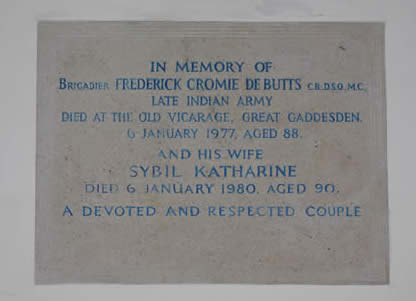 IN MEMORY OF
BRIGADIER FREDERICK CROMIE DE BUTTS C.B. D.S.O. M.C.
LATE INDIAN ARMY
DIED AT THE OLD VICARAGE, GREAT GADDESDEN.
6 JANUARY 1977, AGED 88.
AND HIS WIFE
SYBIL KATHARINE
DIED 6 JANUARY 1980, AGED 90.
A DEVOTED AND RESPECTED COUPLE